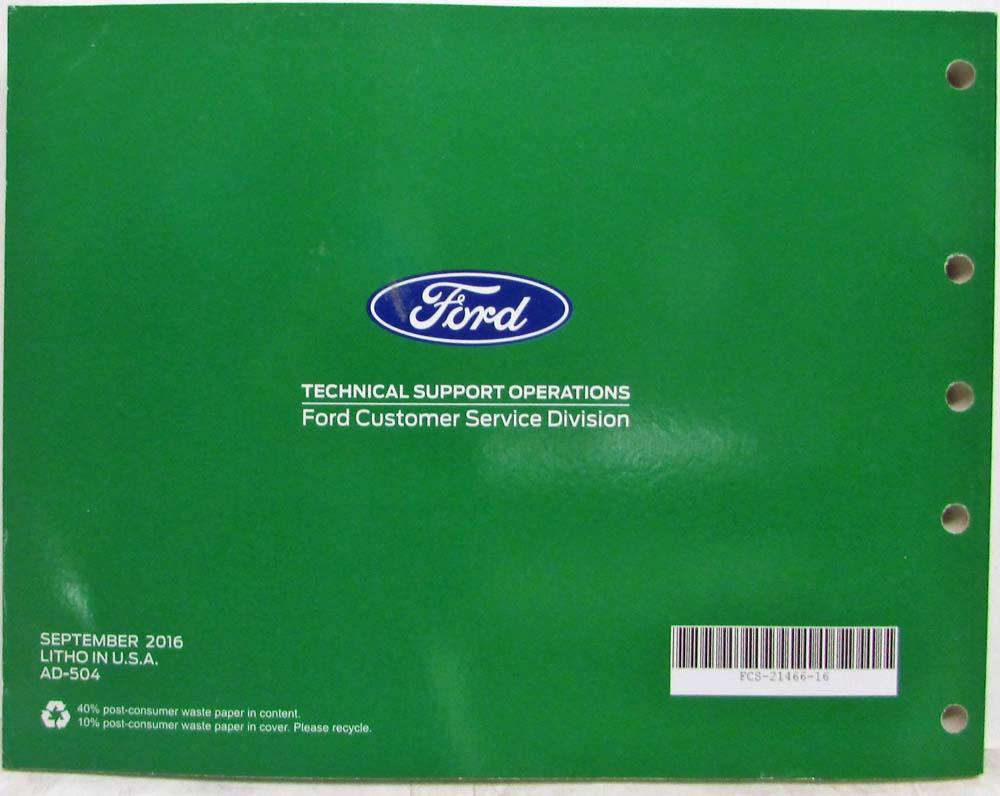 Ford
TECHNICAL SUPPORT OPERATIONS
Ford Customer Service Division
SEPTEMBER 2016
LITHO IN U.S.A.
AD-504
FCS-21466-16
40% post-consumer waste paper in content.
10% post-consumer waste paper in cover. Please recycle.